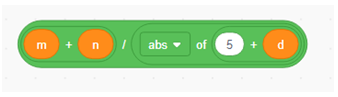 m + n / abs of 5 + d